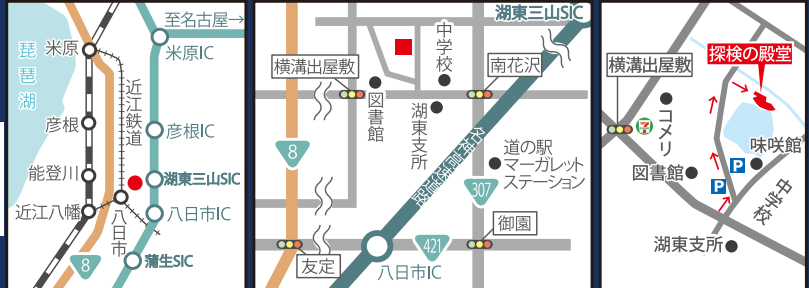 至名古屋→
琵琶湖
米原
米原IC
近江鉄道
彦根
彦根IC
能登川
湖東三山SIC
近江八幡
八日市
八日市IC
8
蒲生SIC
湖東三山SIC
中学校
横溝出屋敷
南花沢
図書館
湖東支所
名神高速道路
8
道の駅
マーガレット
ステーション
307
御園
421
友定
八日市IC
探検の殿堂
横溝出屋敷
コメリ
味咲館
図書館
P
P
中学校
湖東支所